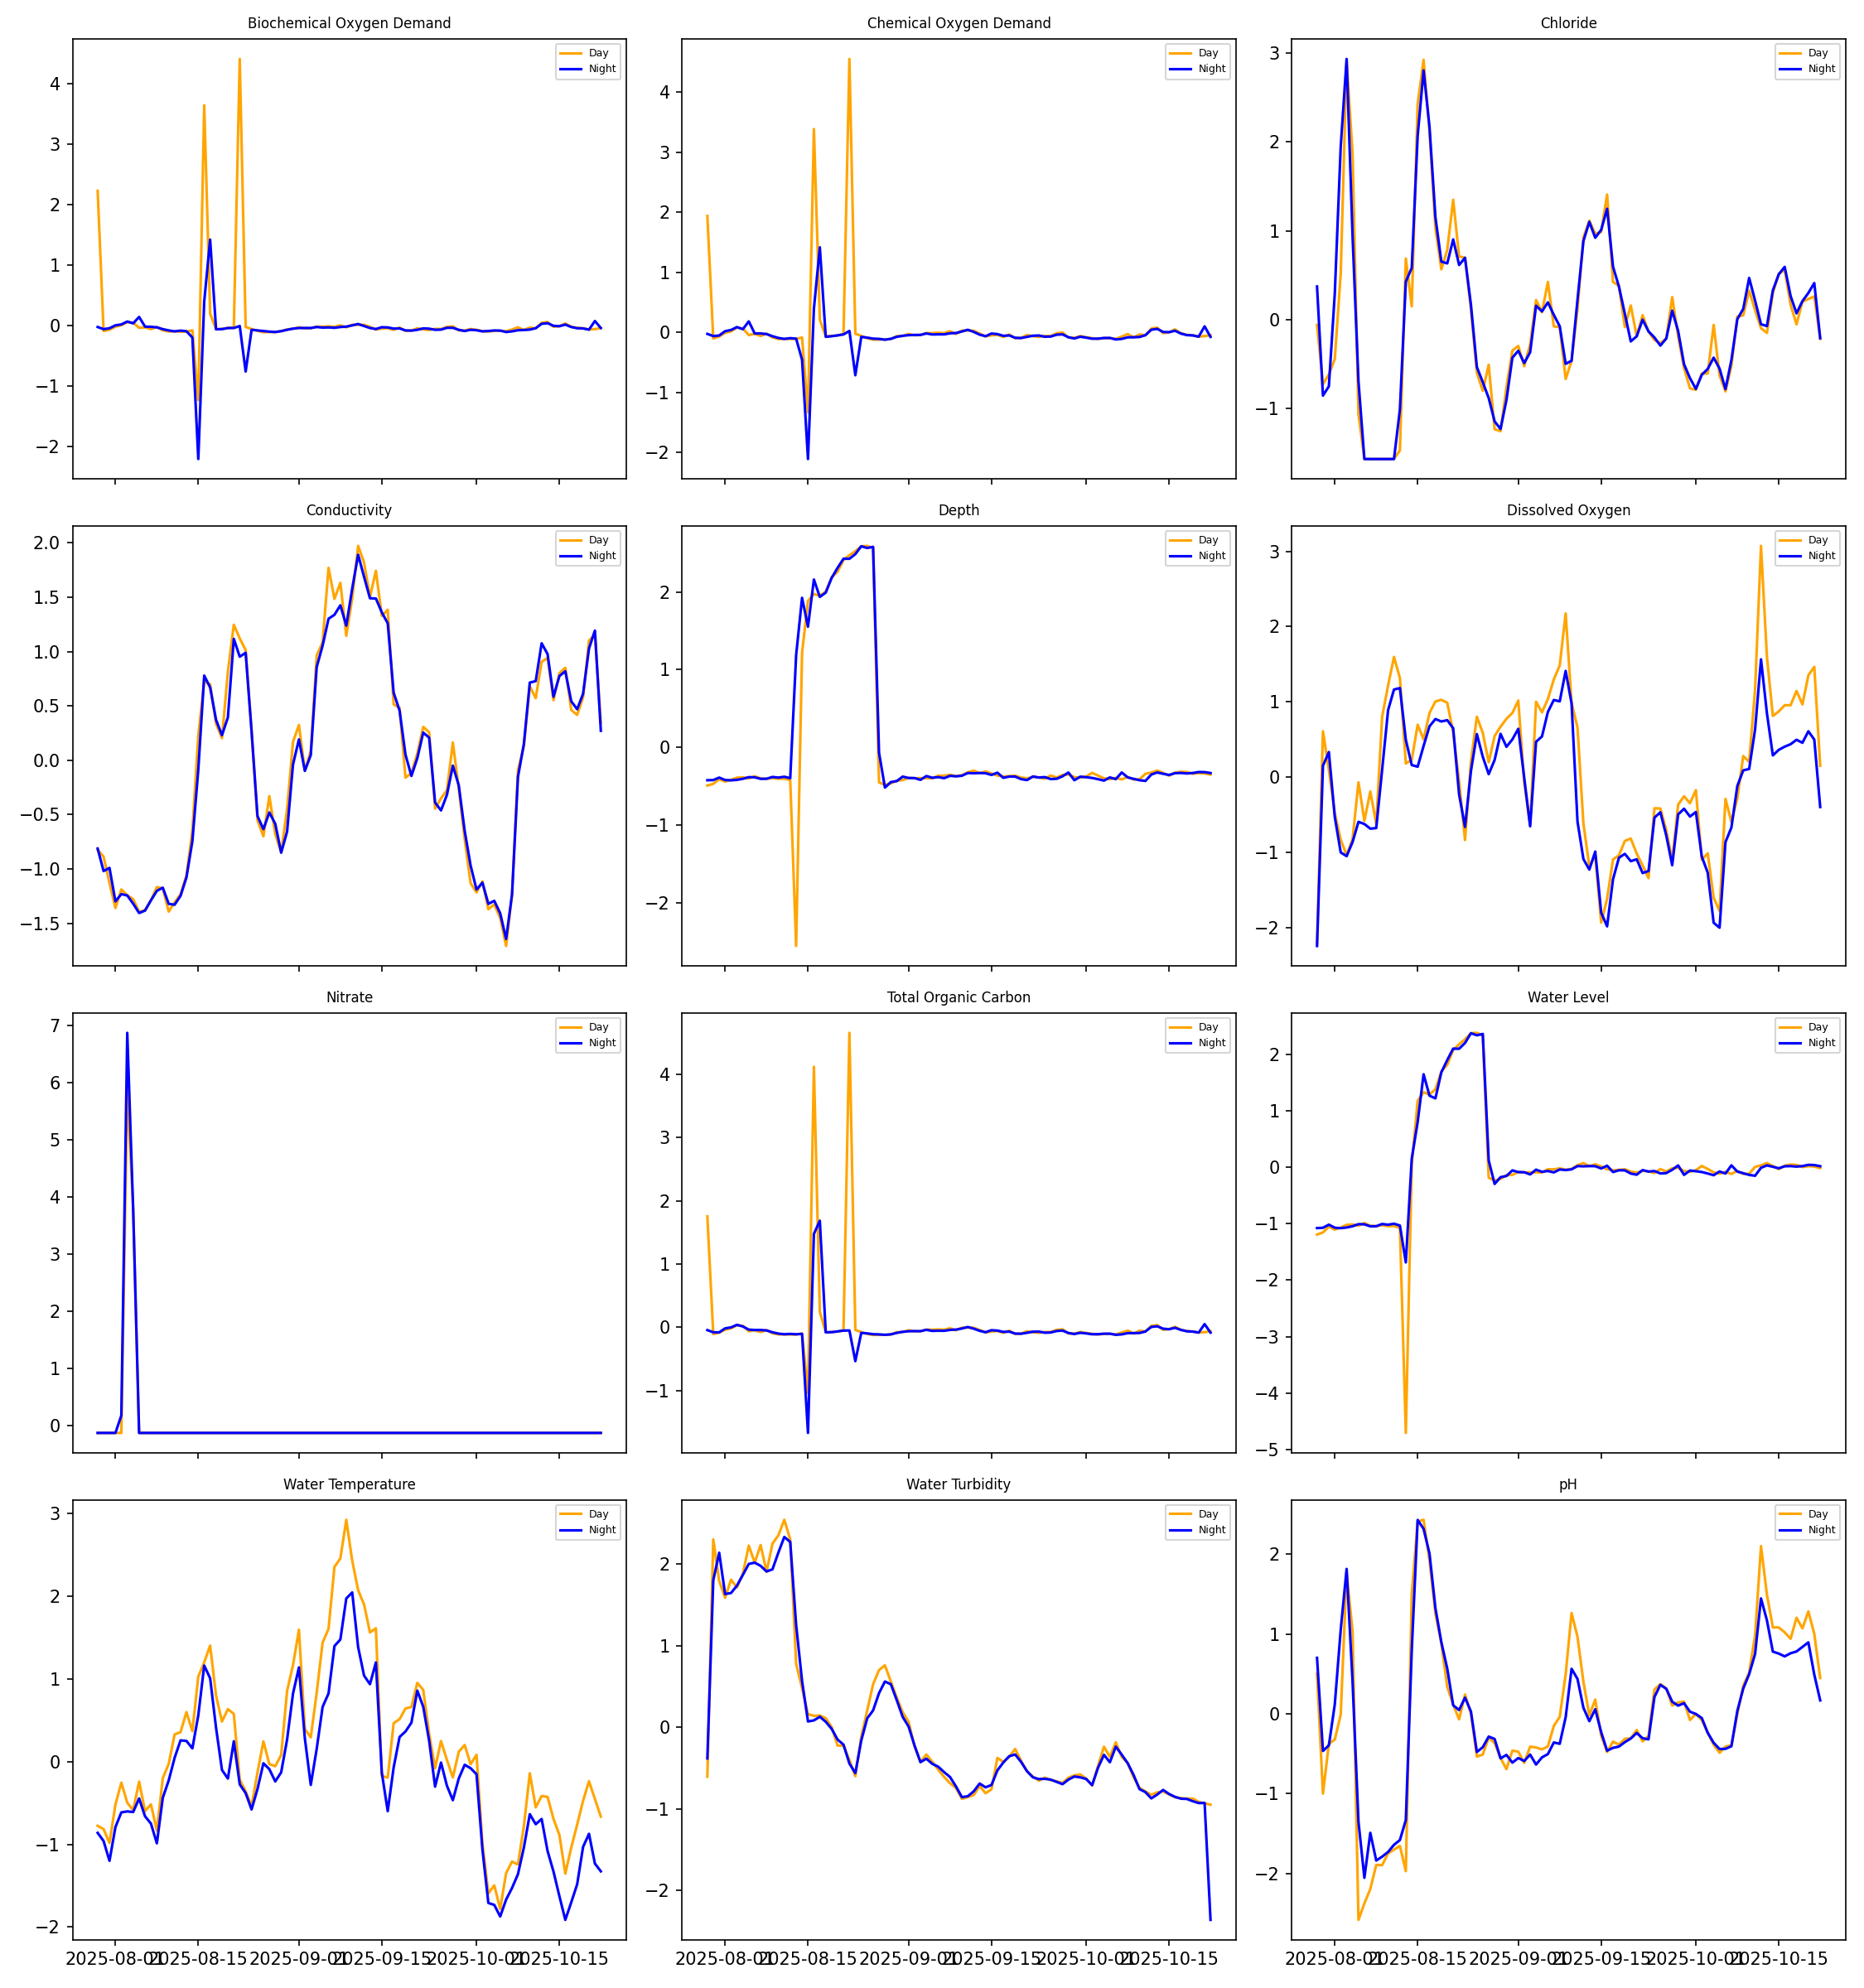 Biochemical Oxygen Demand
Day
Night
4
3
2
1
0
−1
−2
Chemical Oxygen Demand
Day
Night
4
3
2
1
0
−1
−2
Chloride
Day
Night
3
2
1
0
−1
Conductivity
Day
Night
2.0
1.5
1.0
0.5
0.0
−0.5
−1.0
−1.5
Depth
Day
Night
2
1
0
−1
−2
Dissolved Oxygen
Day
Night
3
2
1
0
−1
−2
Nitrate
Day
Night
7
6
5
4
3
2
1
0
Total Organic Carbon
Day
Night
4
3
2
1
0
−1
Water Level
Day
Night
2
1
0
−1
−2
−3
−4
−5
Water Temperature
Day
Night
3
2
1
0
−1
−2
2025-08-01 2025-08-15 2025-09-01 2025-09-15 2025-10-01 2025-10-15
Water Turbidity
Day
Night
2
1
0
−1
−2
2025-08-01 2025-08-15 2025-09-01 2025-09-15 2025-10-01 2025-10-15
pH
Day
Night
2
1
0
−1
−2
2025-08-01 2025-08-15 2025-09-01 2025-09-15 2025-10-01 2025-10-15